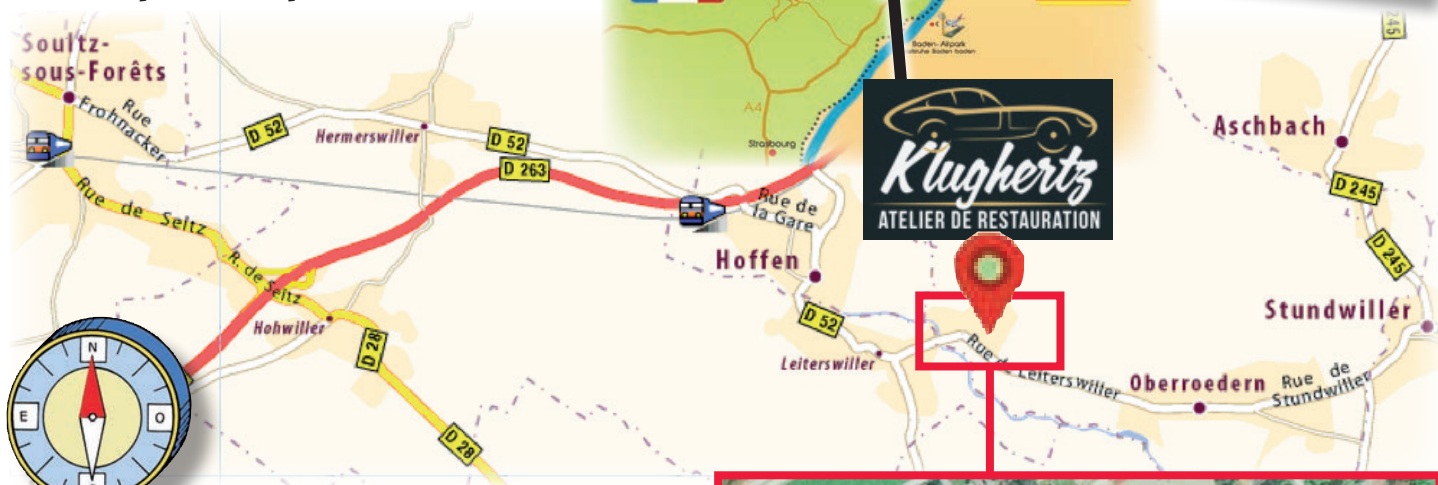 Soultz-
sous-Forêts
Rue
Frohnacker
D 52
Hermerswiller
D 52
D 263
Rue de Seltz
R. de Seltz
Hohwiller
D 28
D 28
A4
Strasbourg
Baden-Airpark
Rue de
la Gare
Hoffen
D 52
Leiterswiller
Klughertz
ATELIER DE RESTAURATION
Rue de Leiterswiller
Oberroedern
Rue de
Stundwiller
Stundwiller
Aschbach
245
D 245
D 245
N
E
O